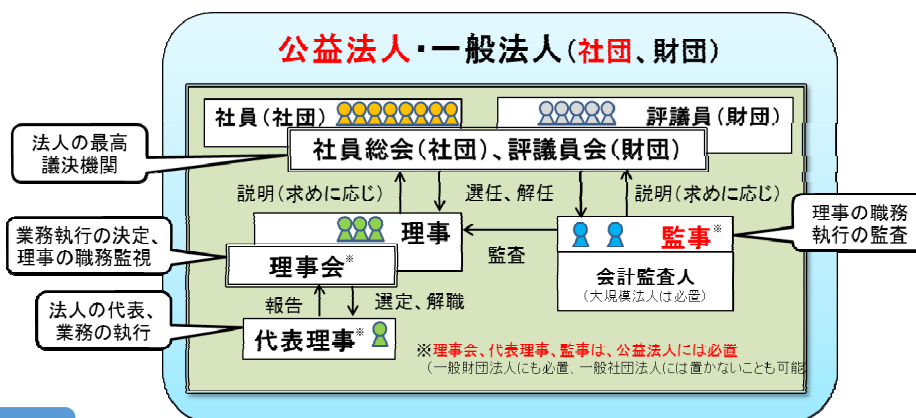 公益法人・一般法人(社団、財団)
社員(社団)
評議員(財団)
社員総会(社団)、評議員会(財団)
法人の最高
議決機関
説明(求めに応じ)
選任、解任
説明(求めに応じ)
理事の職務
執行の監査
業務執行の決定、
理事の職務監視
理事
監事※
理事会※
監査
会計監査人
(大規模法人は必置)
報告
選定、解職
法人の代表、
業務の執行
代表理事※
※理事会、代表理事、監事は、公益法人には必置
(一般財団法人にも必置、一般社団法人には置かないことも可能